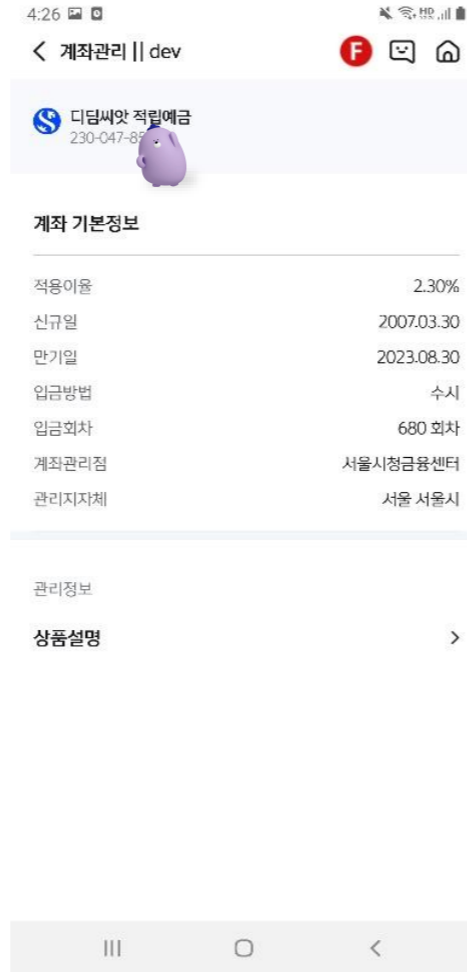 4:26
계좌관리 || dev
F
디딤씨앗 적립예금
230-047-8
계좌 기본정보
적용이율 2.30%
신규일 2007.03.30
만기일 2023.08.30
입금방법 수시
입금회차 680 회차
계좌관리점 서울시청금융센터
관리지자체 서울 서울시
관리정보
상품설명